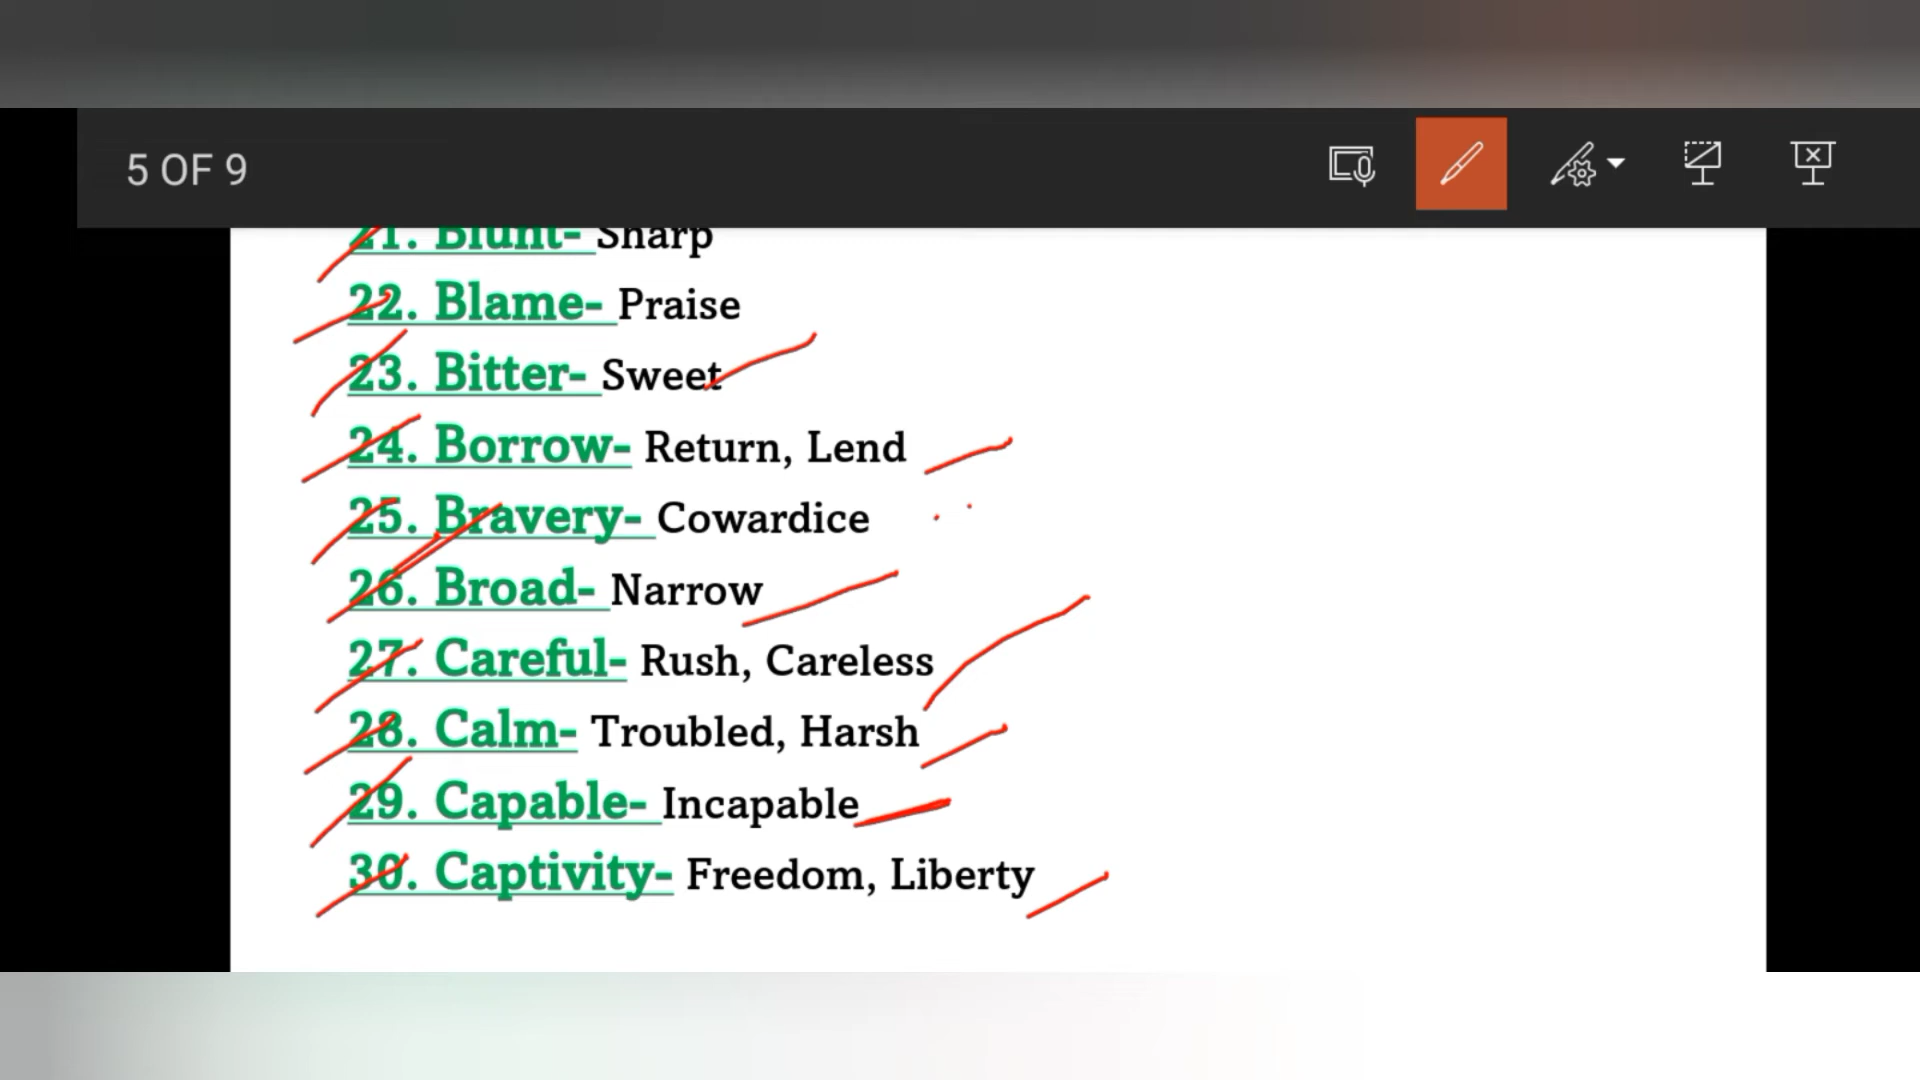 5 OF 9
21. Blunt- Sharp
22. Blame- Praise
23. Bitter- Sweet
24. Borrow- Return, Lend
25. Bravery- Cowardice
26. Broad- Narrow
27. Careful- Rush, Careless
28. Calm- Troubled, Harsh
29. Capable- Incapable
30. Captivity- Freedom, Liberty